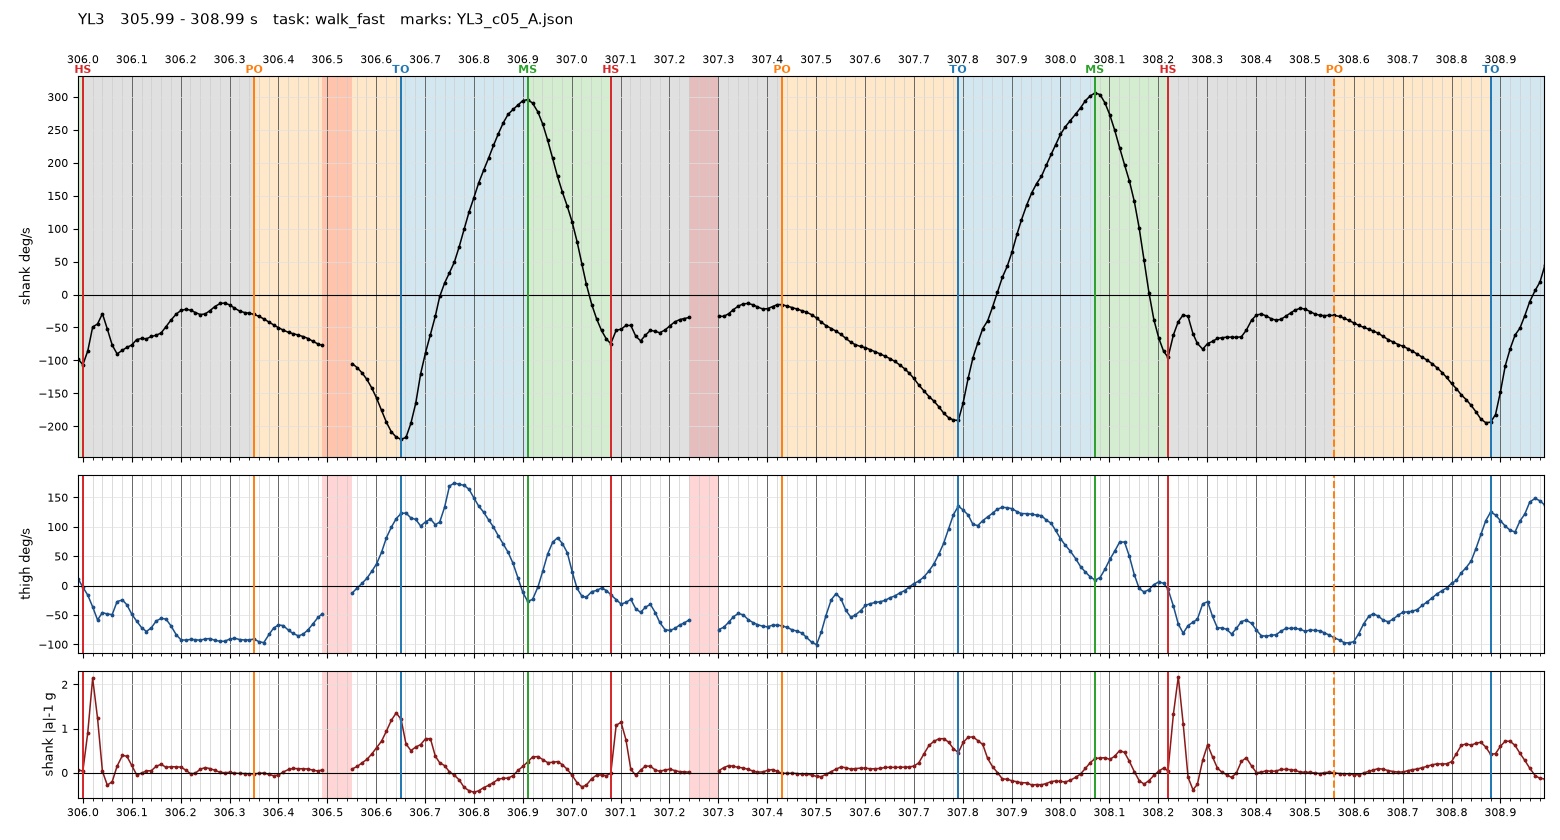 YL3   305.99 - 308.99 s   task: walk_fast   marks: YL3_c05_A.json
306.0 306.1 306.2 306.3 306.4 306.5 306.6 306.7 306.8 306.9 307.0 307.1 307.2 307.3 307.4 307.5 307.6 307.7 307.8 307.9 308.0 308.1 308.2 308.3 308.4 308.5 308.6 308.7 308.8 308.9
HS PO TO MS HS PO TO MS HS PO TO
300
250
200
150
100
50
0
−50
−100
−150
−200
shank deg/s
150
100
50
0
−50
−100
thigh deg/s
2
1
0
shank |a|-1 g
306.0 306.1 306.2 306.3 306.4 306.5 306.6 306.7 306.8 306.9 307.0 307.1 307.2 307.3 307.4 307.5 307.6 307.7 307.8 307.9 308.0 308.1 308.2 308.3 308.4 308.5 308.6 308.7 308.8 308.9